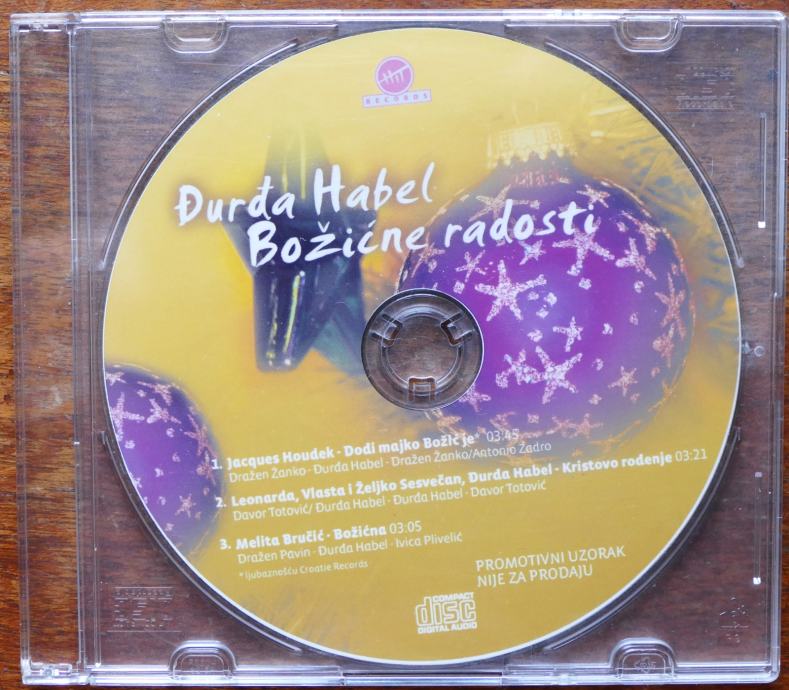 HIT
RECORDS
Đurđa Habel
Božićne radosti
1. Jacques Houdek - Dođi majko Božić je* 03:45
Dražen Žanko - Đurđa Habel - Dražen Žanko/Antonio Zadro
2. Leonarda, Vlasta i Željko Sesvečan, Đurđa Habel - Kristovo rođenje 03:21
Davor Totović/ Đurđa Habel - Đurđa Habel - Davor Totović
3. Melita Bručić - Božićna 03:05
Dražen Pavin - Đurđa Habel - Ivica Plivelić
* ljubaznošću Croatie Records
PROMOTIVNI UZORAK
NIJE ZA PRODAJU
COMPACT
disc
DIGITAL AUDIO